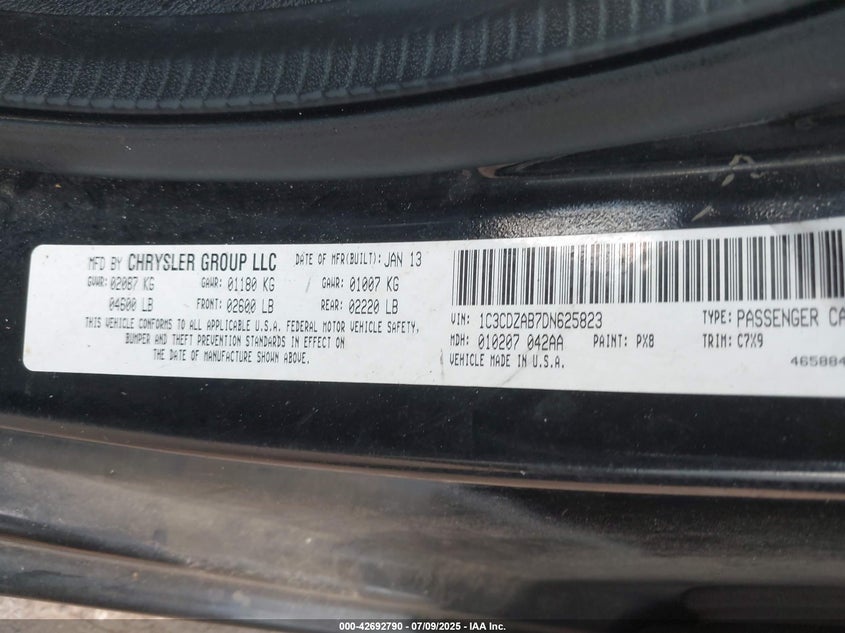 MFD BY CHRYSLER GROUP LLC DATE OF MFR(BUILT): JAN 13
GVWR: 02087 KG GAWR: 01180 KG GAWR: 01007 KG
04600 LB FRONT: 02600 LB REAR: 02220 LB
THIS VEHICLE CONFORMS TO ALL APPLICABLE U.S.A. FEDERAL MOTOR VEHICLE SAFETY,
BUMPER AND THEFT PREVENTION STANDARDS IN EFFECT ON
THE DATE OF MANUFACTURE SHOWN ABOVE.
VIN: 1C3CDZAB7DN625823 TYPE: PASSENGER CA
MDH: 010207 042AA PAINT: PX8 TRIM: C7X9
VEHICLE MADE IN U.S.A. 465884
000-42692790 - 07/09/2025 - IAA Inc.